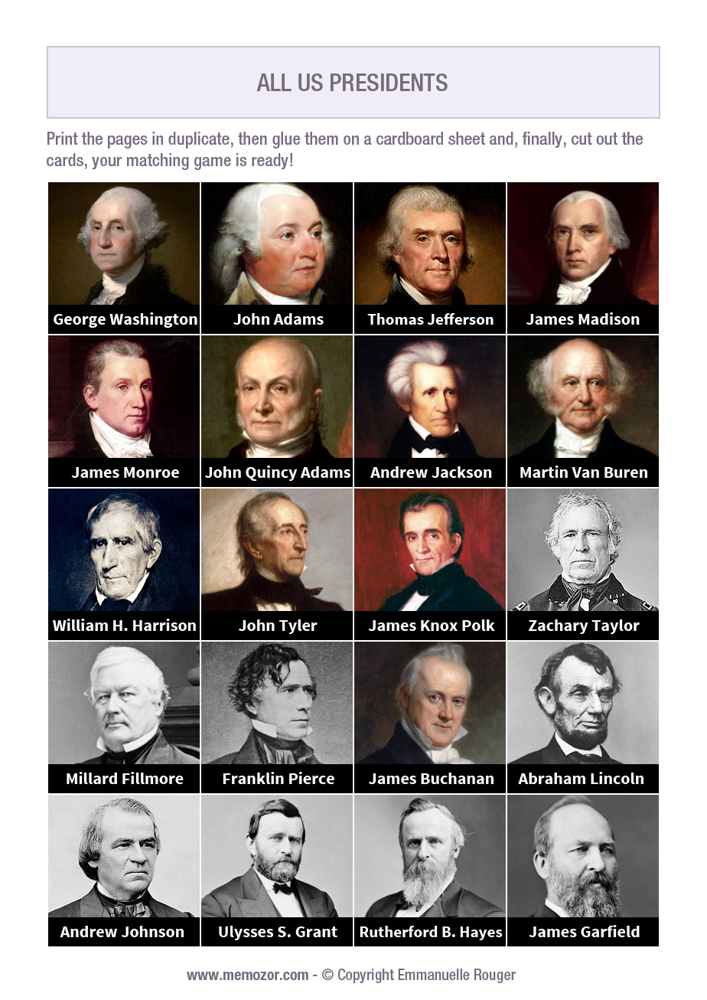 ALL US PRESIDENTS
Print the pages in duplicate, then glue them on a cardboard sheet and, finally, cut out the
cards, your matching game is ready!
George Washington
John Adams
Thomas Jefferson
James Madison
James Monroe
John Quincy Adams
Andrew Jackson
Martin Van Buren
William H. Harrison
John Tyler
James Knox Polk
Zachary Taylor
Millard Fillmore
Franklin Pierce
James Buchanan
Abraham Lincoln
Andrew Johnson
Ulysses S. Grant
Rutherford B. Hayes
James Garfield
www.memozor.com - © Copyright Emmanuelle Rouger